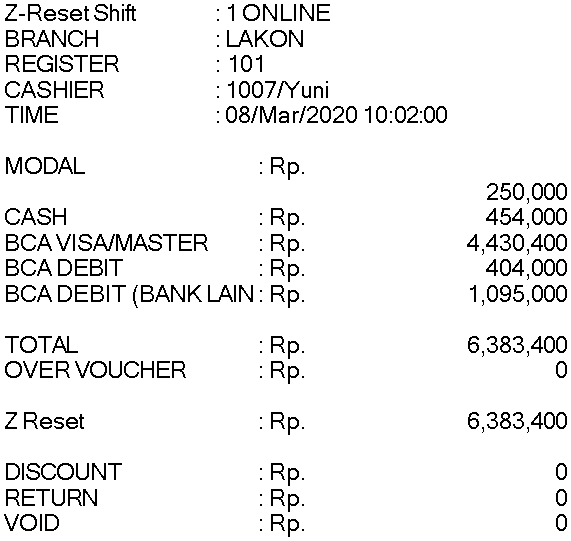 Z-Reset Shift : 1 ONLINE
BRANCH : LAKON
REGISTER : 101
CASHIER : 1007/Yuni
TIME : 08/Mar/2020 10:02:00
MODAL : Rp.
250,000
CASH : Rp. 454,000
BCA VISA/MASTER : Rp. 4,430,400
BCA DEBIT : Rp. 404,000
BCA DEBIT (BANK LAIN : Rp. 1,095,000
TOTAL : Rp. 6,383,400
OVER VOUCHER : Rp. 0
Z Reset : Rp. 6,383,400
DISCOUNT : Rp. 0
RETURN : Rp. 0
VOID : Rp. 0